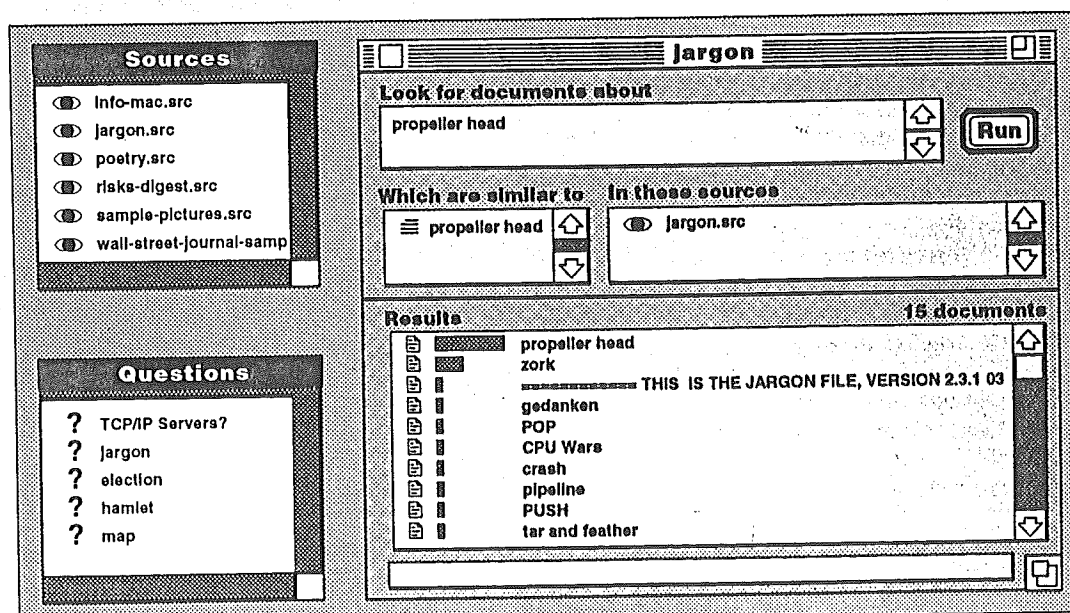 Sources
Info-mac.src
jargon.src
poetry.src
risks-digest.src
sample-pictures.src
wall-street-journal-samp
Questions
? TCP/IP Servers?
? jargon
? election
? hamlet
? map
Jargon
Look for documents about
propeller head
Run
Which are similar to
propeller head
In these sources
jargon.src
Results
15 documents
propeller head
zork
============ THIS IS THE JARGON FILE, VERSION 2.3.1 03
gedanken
POP
CPU Wars
crash
pipeline
PUSH
tar and feather